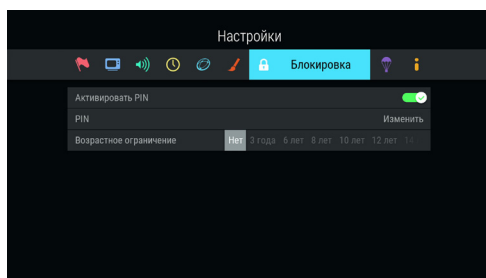 Настройки
Блокировка
Активировать PIN
PIN Изменить
Возрастное ограничение Нет 3 года 6 лет 8 лет 10 лет 12 лет